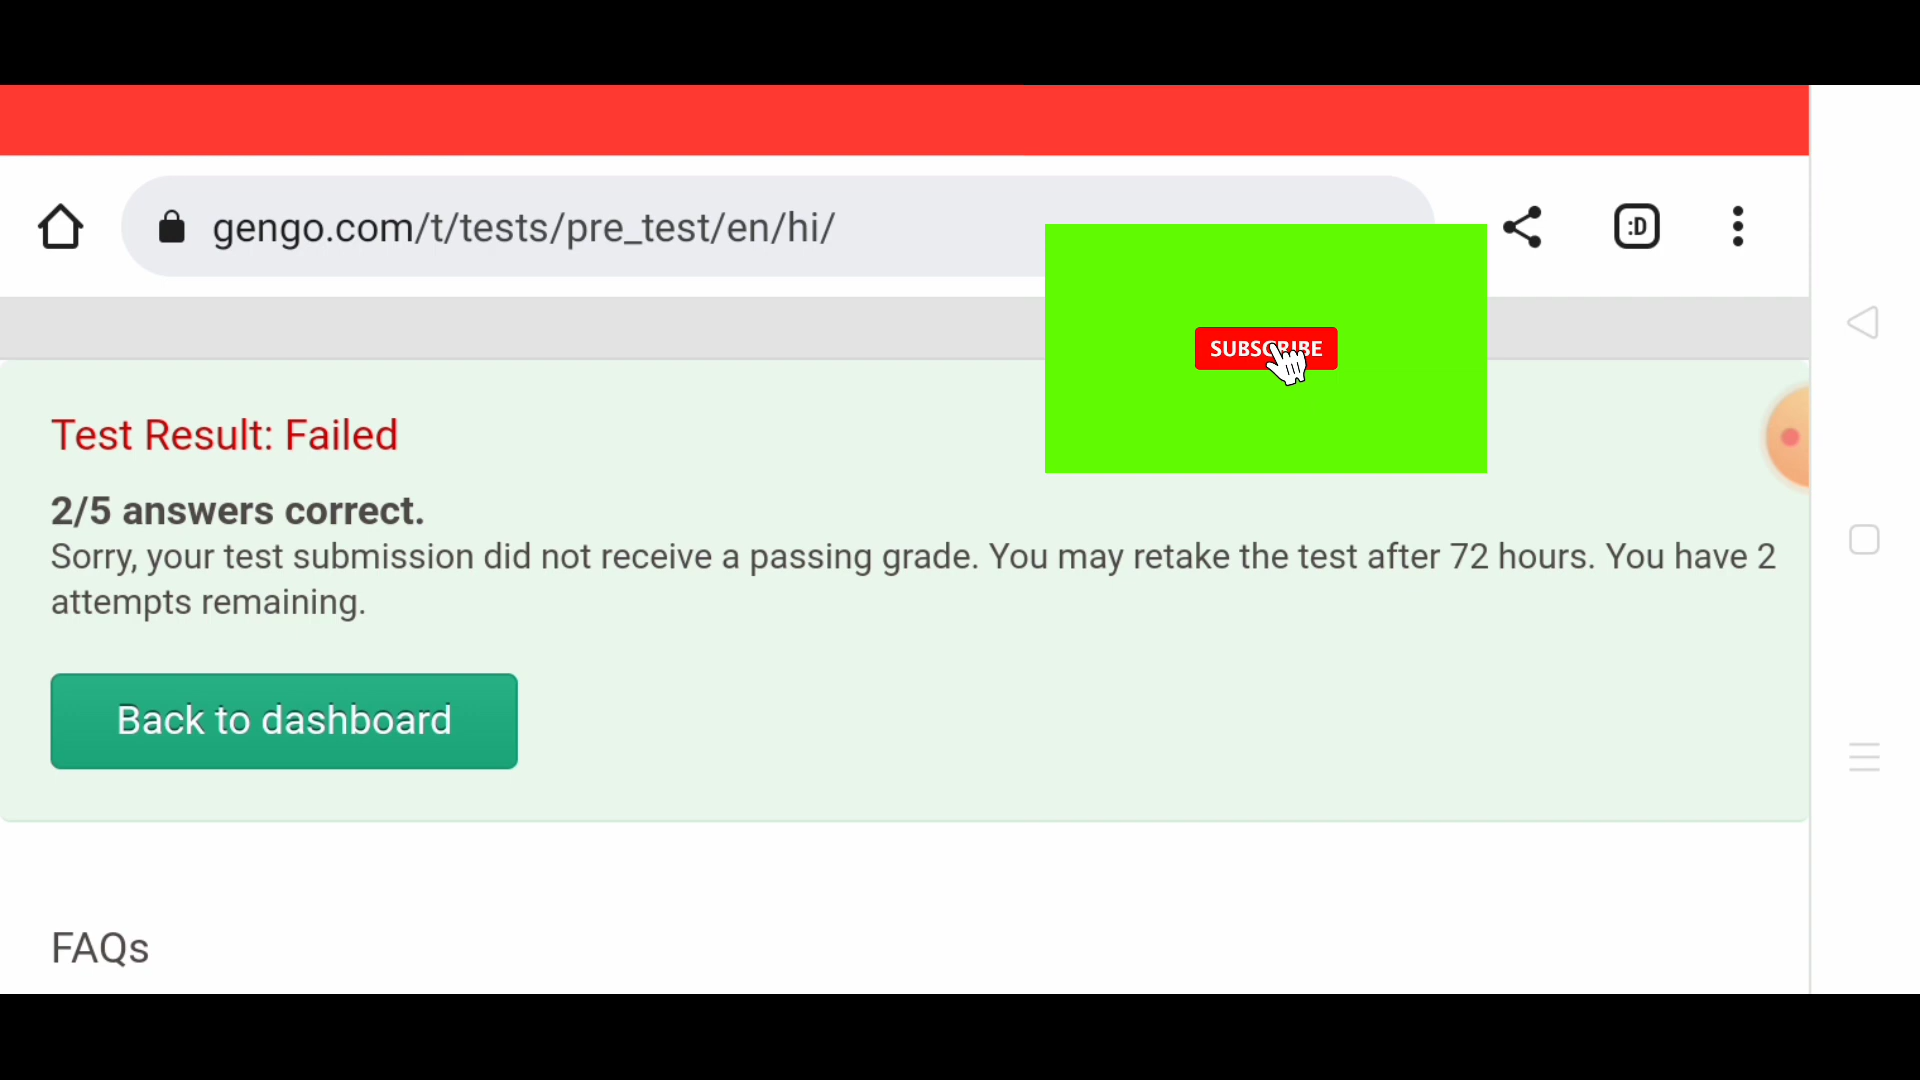 gengo.com/t/tests/pre_test/en/hi/
:D
SUBSCRIBE
Test Result: Failed
2/5 answers correct.
Sorry, your test submission did not receive a passing grade. You may retake the test after 72 hours. You have 2
attempts remaining.
Back to dashboard
FAQs